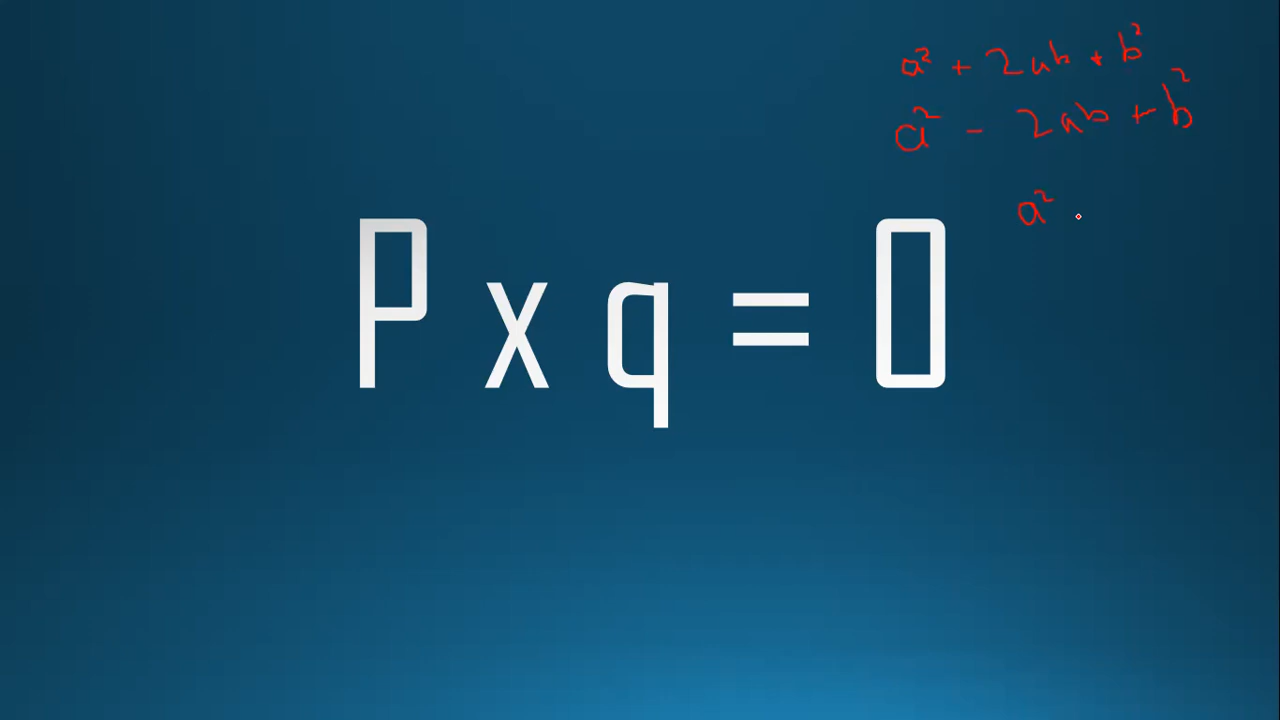 a² + 2ab + b²
a² - 2ab + b²
a²
P x q = 0